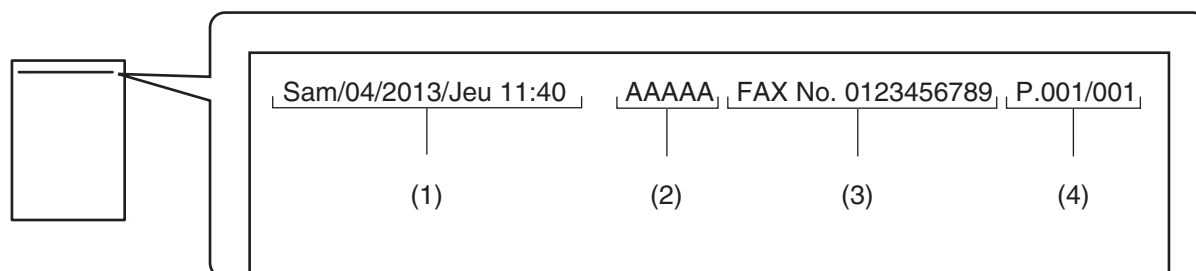 Sam/04/2013/Jeu 11:40 AAAAA FAX No. 0123456789 P.001/001
(1) (2) (3) (4)